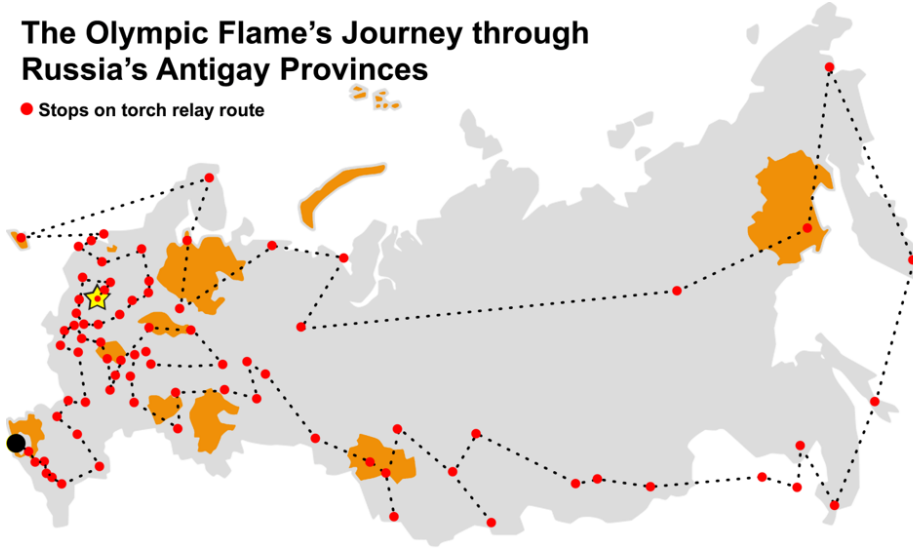 The Olympic Flame’s Journey through
Russia’s Antigay Provinces
Stops on torch relay route